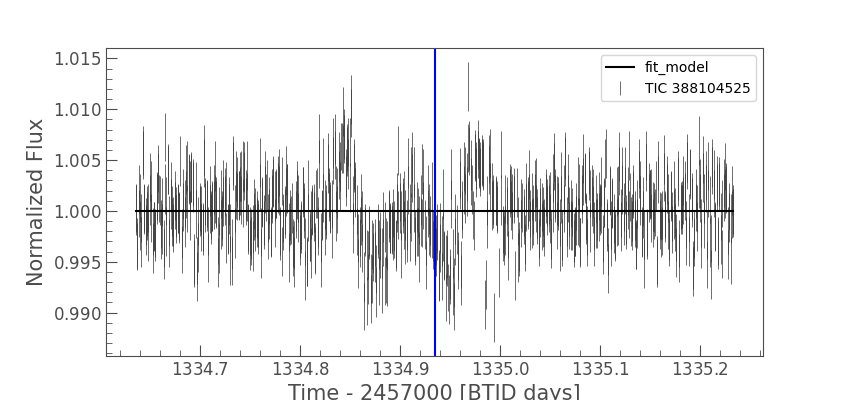 1.015
1.010
1.005
1.000
0.995
0.990
Normalized Flux
fit_model
TIC 388104525
1334.7 1334.8 1334.9 1335.0 1335.1 1335.2
Time - 2457000 [BTJD days]